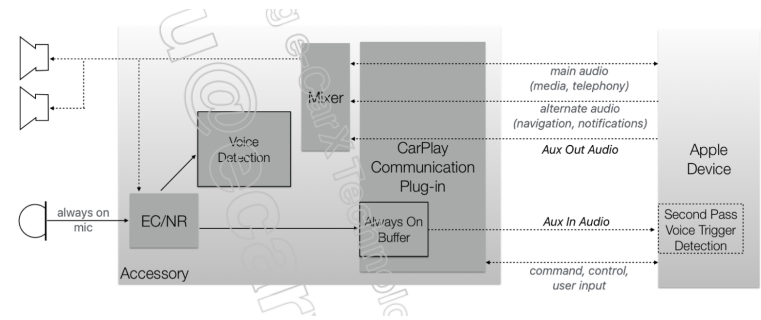 main audio
(media, telephony)
Mixer
alternate audio
(navigation, notifications)
Voice
Detection
CarPlay
Communication
Plug-in
Aux Out Audio
Apple
Device
always on
mic
EC/NR
Always On
Buffer
Aux In Audio
Second Pass
Voice Trigger
Detection
Accessory
command, control,
user input